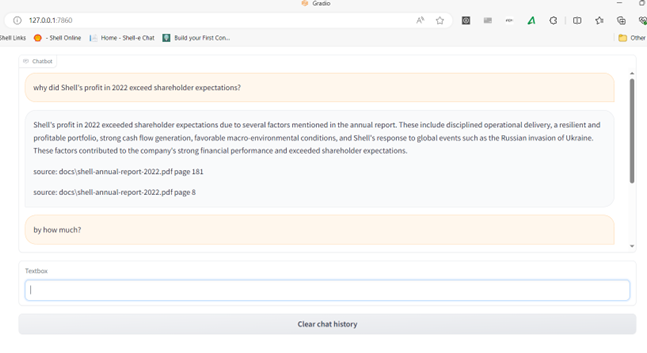 Gradio
127.0.0.1:7860
Shell Links - Shell Online Home - Shell-e Chat Build your First Con... Other
Chatbot
why did Shell's profit in 2022 exceed shareholder expectations?
Shell's profit in 2022 exceeded shareholder expectations due to several factors mentioned in the annual report. These include disciplined operational delivery, a resilient and
profitable portfolio, strong cash flow generation, favorable macro-environmental conditions, and Shell's response to global events such as the Russian invasion of Ukraine.
These factors contributed to the company's strong financial performance and exceeded shareholder expectations.
source: docs\shell-annual-report-2022.pdf page 181
source: docs\shell-annual-report-2022.pdf page 8
by how much?
Textbox
Clear chat history